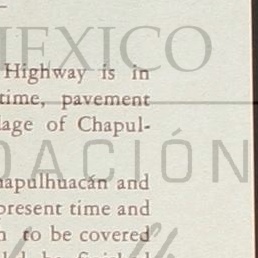 MEXICO
Highway is in
time, pavement
lage of Chapul-
DACIÓN
hapulhuacán and
present time and
to be covered